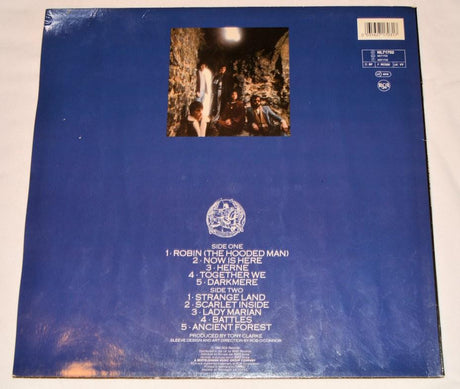 NL71702
RCA
SIDE ONE
1 · ROBIN (THE HOODED MAN)
2 · NOW IS HERE
3 · HERNE
4 · TOGETHER WE
5 · DARKMERE
SIDE TWO
1 · STRANGE LAND
2 · SCARLET INSIDE
3 · LADY MARIAN
4 · BATTLES
5 · ANCIENT FOREST
PRODUCED BY TONY CLARKE
SLEEVE DESIGN AND ART DIRECTION BY ROB O'CONNOR